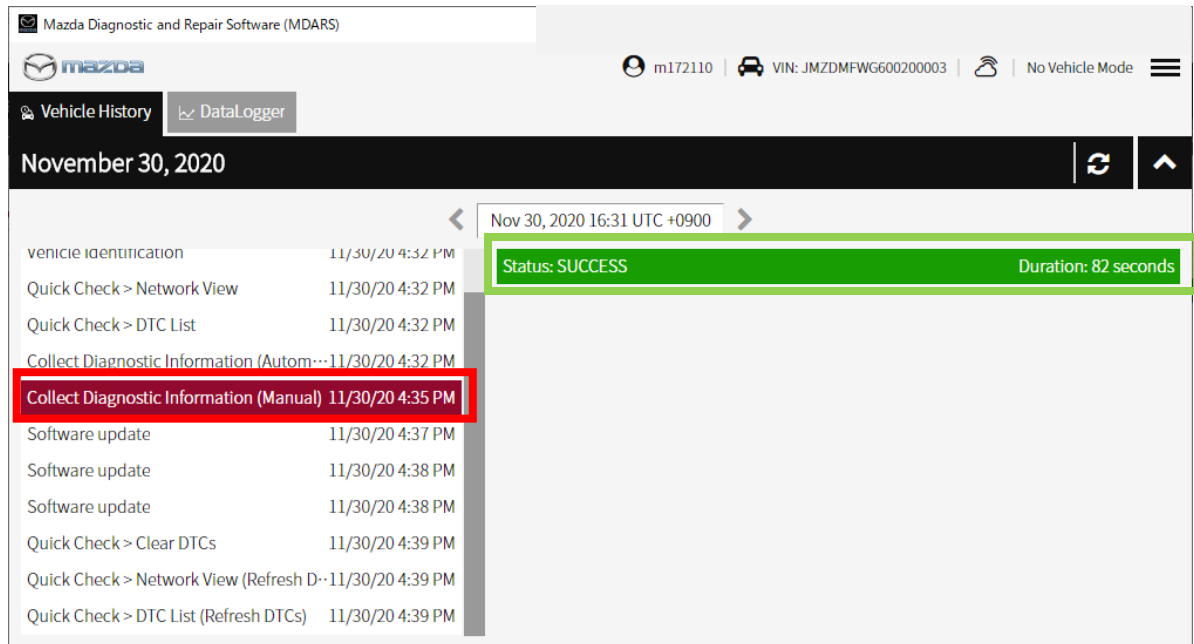 Mazda Diagnostic and Repair Software (MDARS)
mazda m172110 | VIN: JMZDMFWG600200003 | | No Vehicle Mode
Vehicle History DataLogger
November 30, 2020
Nov 30, 2020 16:31 UTC +0900
Vehicle Identification 11/30/20 4:32 PM
Status: SUCCESS Duration: 82 seconds
Quick Check > Network View 11/30/20 4:32 PM
Quick Check > DTC List 11/30/20 4:32 PM
Collect Diagnostic Information (Autom··· 11/30/20 4:32 PM
Collect Diagnostic Information (Manual) 11/30/20 4:35 PM
Software update 11/30/20 4:37 PM
Software update 11/30/20 4:38 PM
Software update 11/30/20 4:38 PM
Quick Check > Clear DTCs 11/30/20 4:39 PM
Quick Check > Network View (Refresh D··· 11/30/20 4:39 PM
Quick Check > DTC List (Refresh DTCs) 11/30/20 4:39 PM